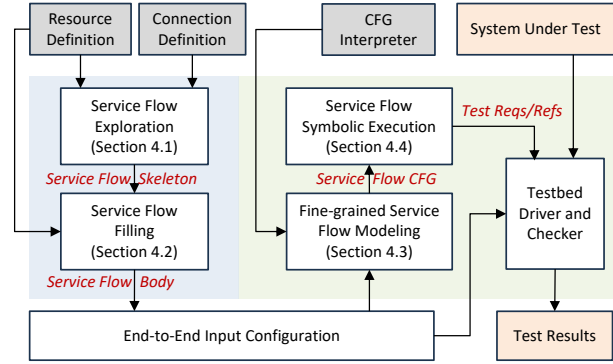 Resource
Definition
Connection
Definition
CFG
Interpreter
System Under Test
Service Flow
Exploration
(Section 4.1)
Service Flow
Symbolic Execution
(Section 4.4)
Test Reqs/Refs
Service Flow Skeleton
Service Flow CFG
Service Flow
Filling
(Section 4.2)
Fine-grained Service
Flow Modeling
(Section 4.3)
Testbed
Driver and
Checker
Service Flow Body
End-to-End Input Configuration
Test Results